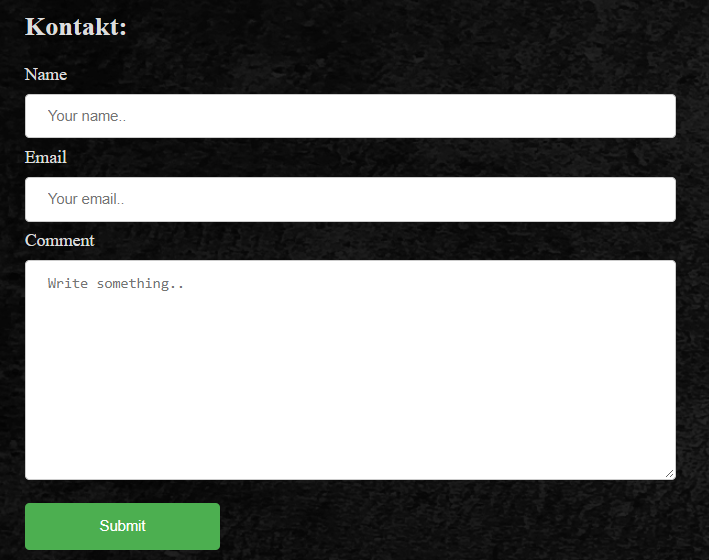 Kontakt:
Name
Your name..
Email
Your email..
Comment
Write something..
Submit